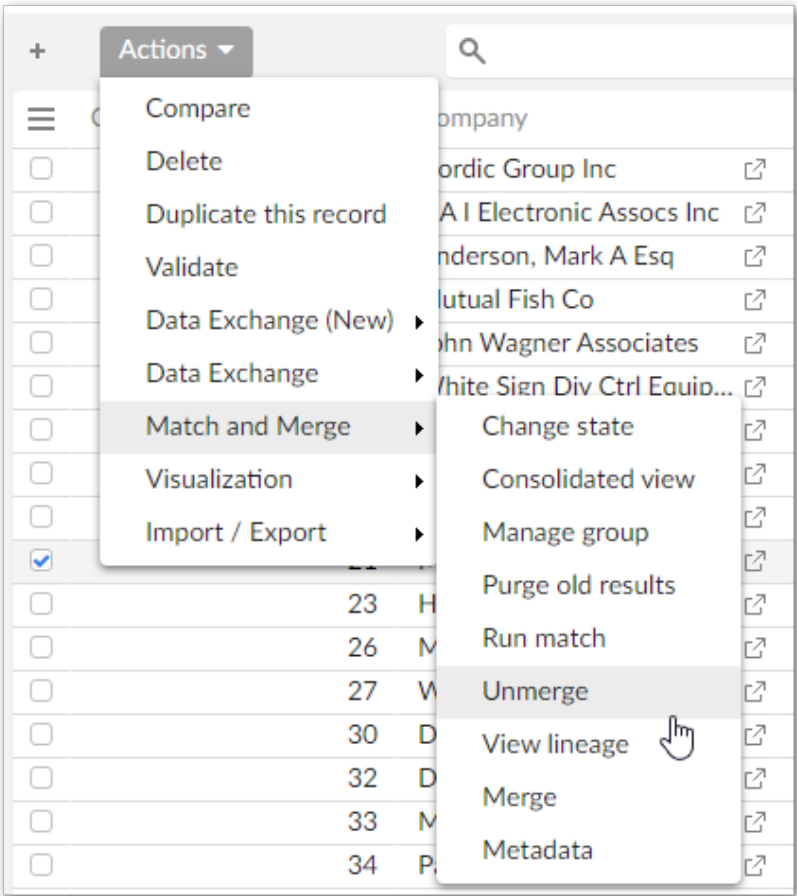 + Actions
Compare
ompany
Delete
ordic Group Inc
Duplicate this record
A I Electronic Assocs Inc
Validate
nderson, Mark A Esq
Data Exchange (New)
lutual Fish Co
ohn Wagner Associates
Data Exchange
White Sign Div Ctrl Equip...
Match and Merge
Change state
Visualization
Consolidated view
Import / Export
Manage group
21
Purge old results
23 H
26 M
Run match
27 W
Unmerge
30 D
View lineage
32 D
Merge
33 M
Metadata
34 Pa